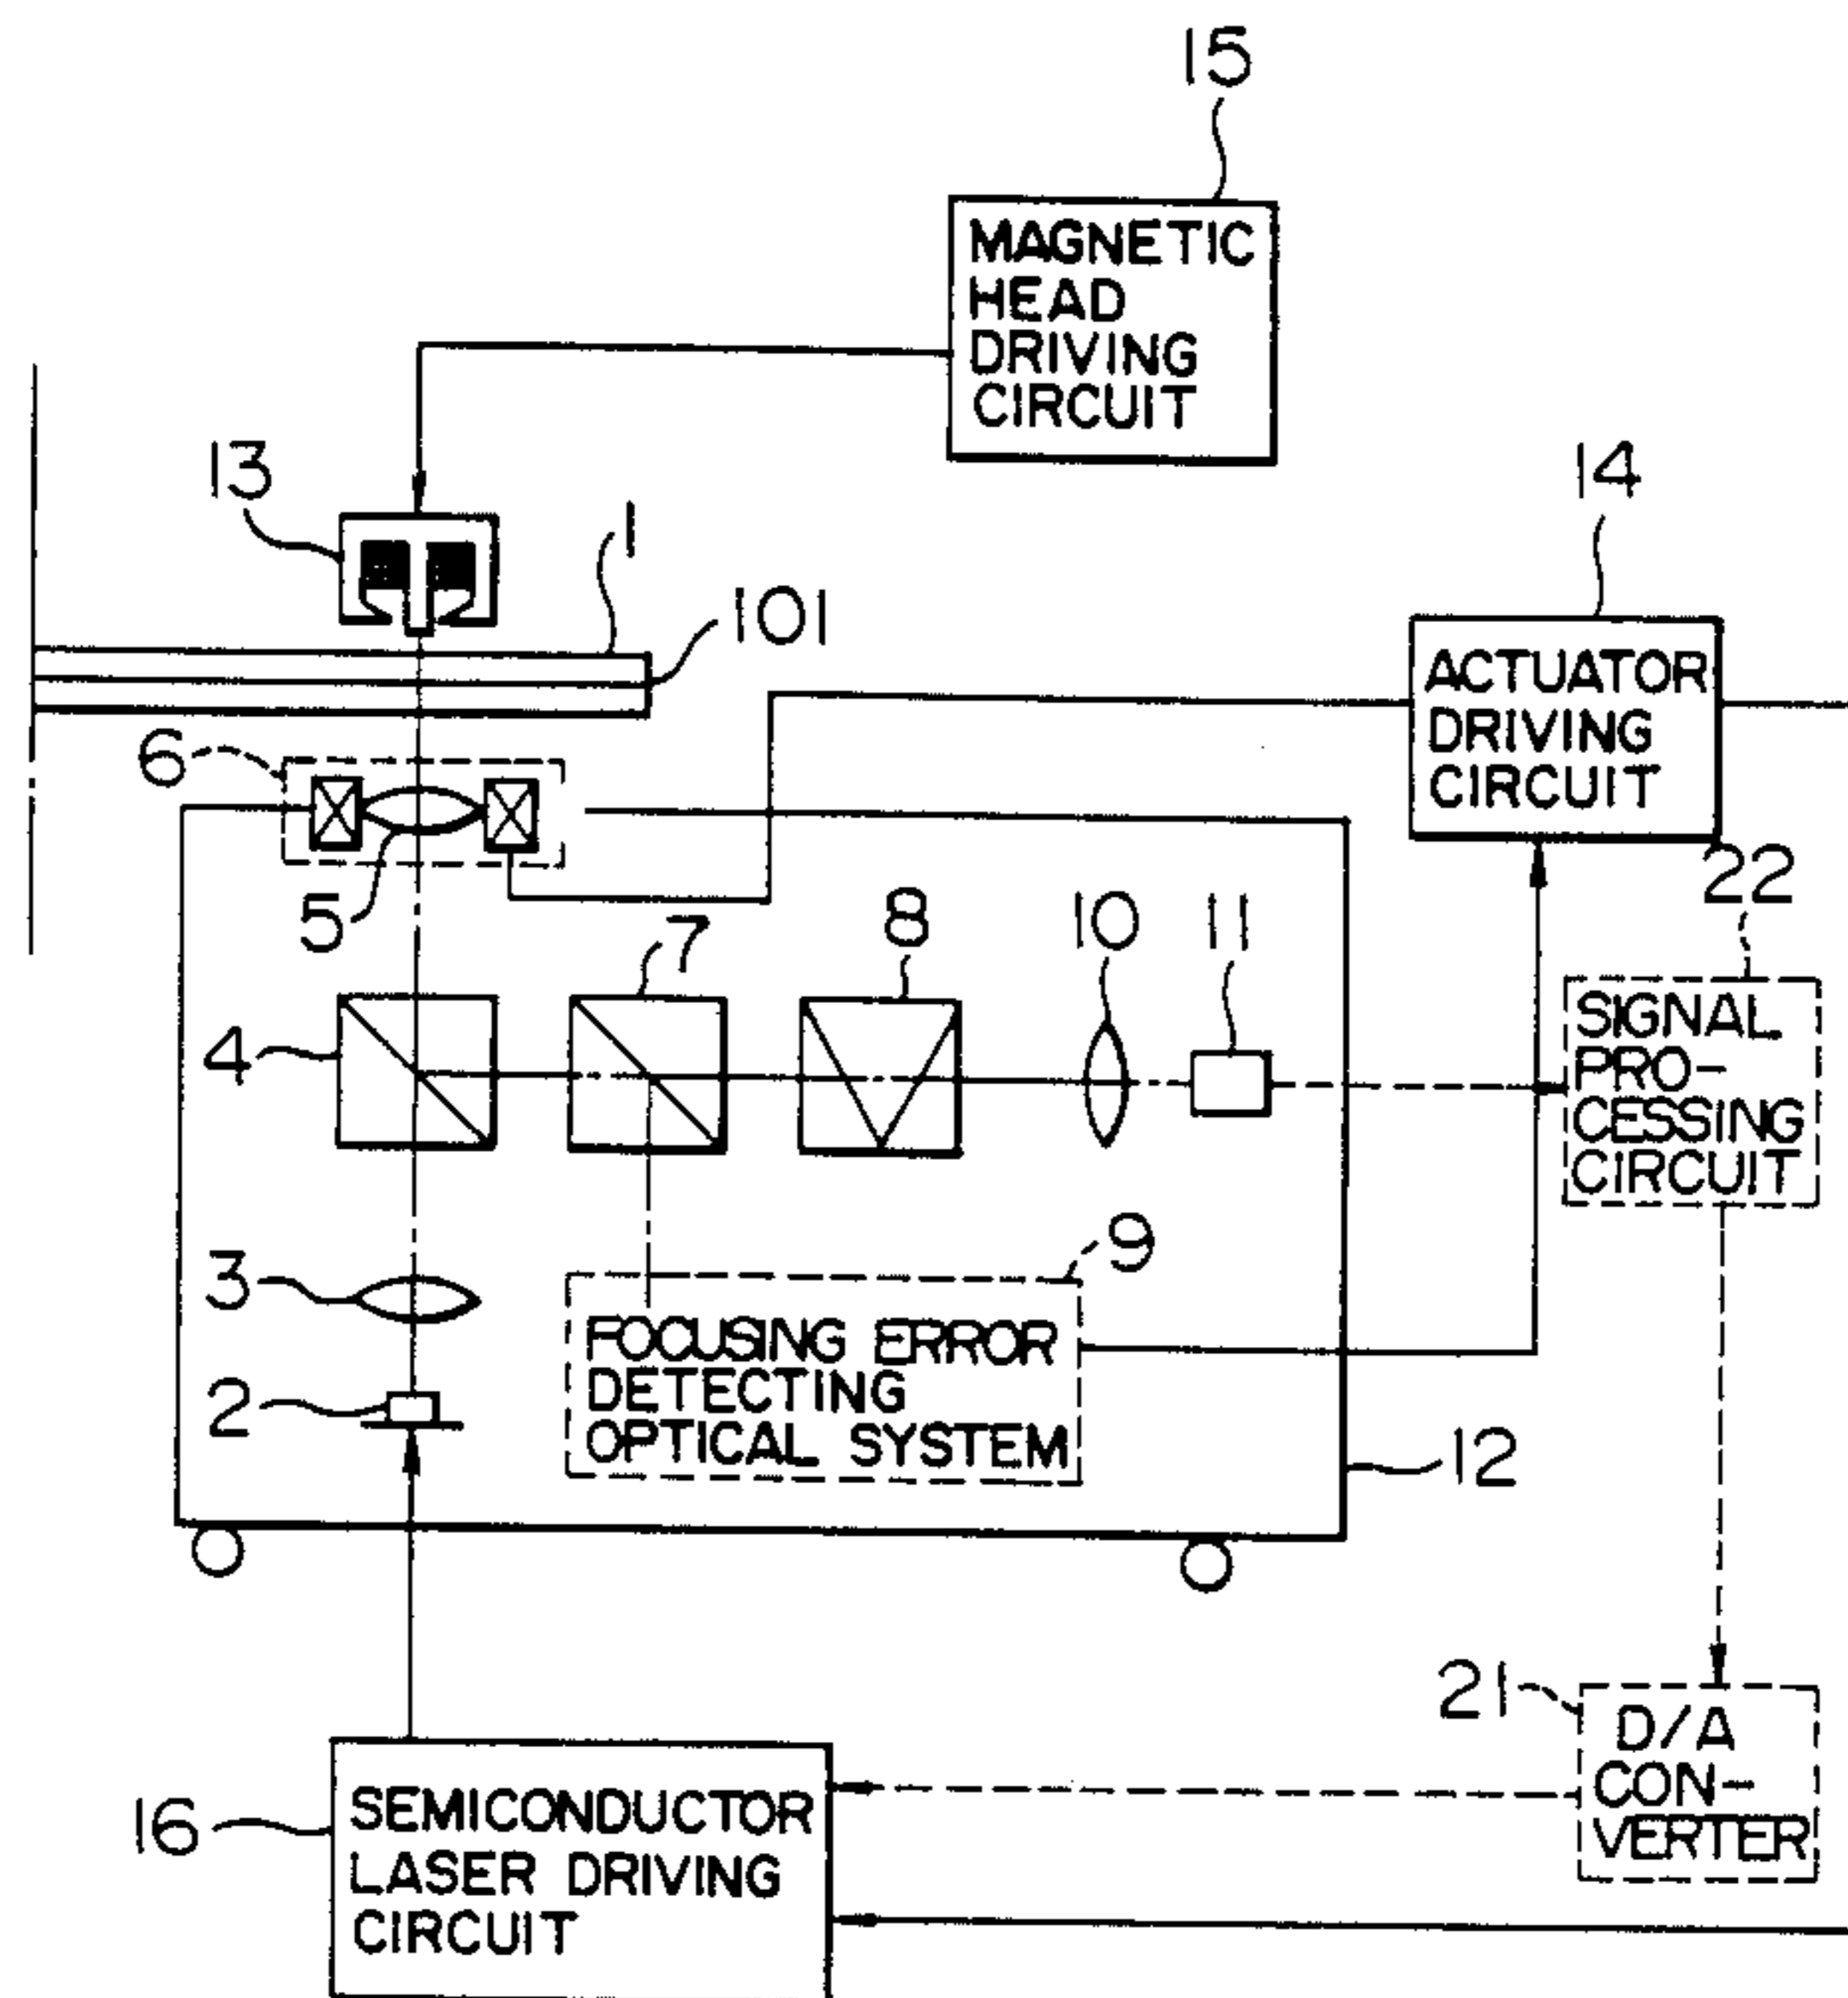 15
MAGNETIC
HEAD
DRIVING
CIRCUIT
13
1
101
14
ACTUATOR
DRIVING
CIRCUIT
6
5
7
8
10
11
22
4
SIGNAL
PRO-
CESSING
CIRCUIT
3
9
FOCUSING ERROR
DETECTING
OPTICAL SYSTEM
2
12
21
D/A
CON-
VERTER
16
SEMICONDUCTOR
LASER DRIVING
CIRCUIT